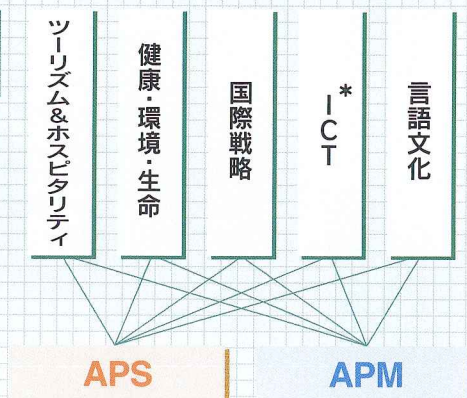 ツーリズム&ホスピタリティ
健康・環境・生命
国際戦略
*ICT
言語文化
APS
APM